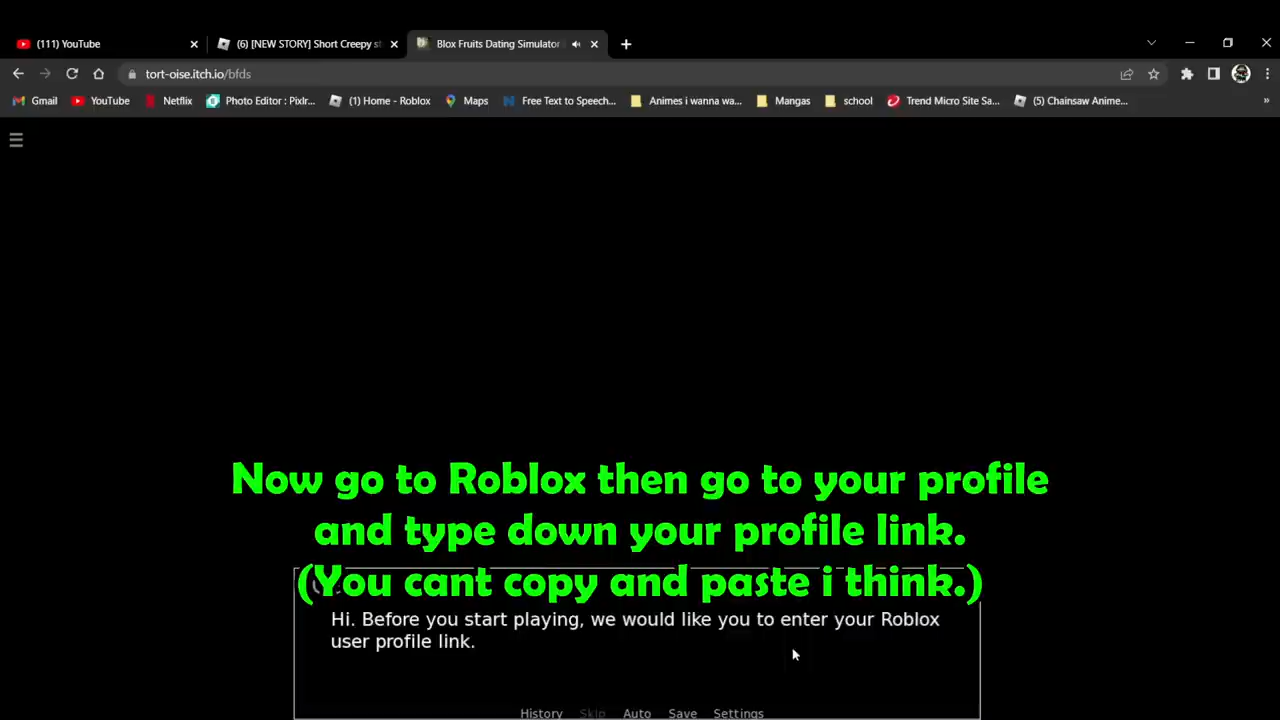 (111) YouTube
(6) [NEW STORY] Short Creepy st
Blox Fruits Dating Simulator
tort-oise.itch.io/bfds
Gmail
YouTube
Netflix
Photo Editor : Pixlr...
(1) Home - Roblox
Maps
Free Text to Speech...
Animes i wanna wa...
Mangas
school
Trend Micro Site Sa...
(5) Chainsaw Anime...
Now go to Roblox then go to your profile
and type down your profile link.
(You cant copy and paste i think.)
Hi. Before you start playing, we would like you to enter your Roblox
user profile link.
History Skip Auto Save Settings